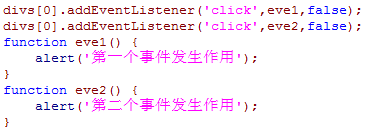 divs[0].addEventListener('click',eve1,false);
divs[0].addEventListener('click',eve2,false);
function eve1() {
    alert('第一个事件发生作用');
}
function eve2() {
    alert('第二个事件发生作用');
}